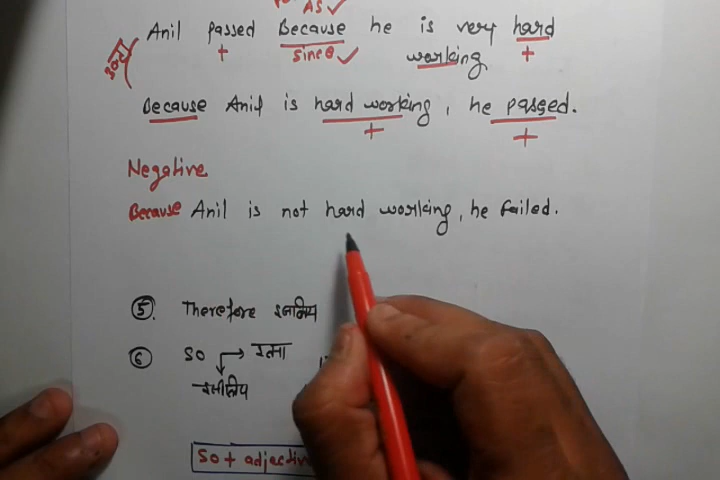 AS
Anil passed Because he is very hard
+ since working +
Because Anil is hard working, he passed.
+ +
Negative
Because Anil is not hard working, he failed.
5. Therefore इसलिए
6 so → इतना
इसलिए
so + adjective